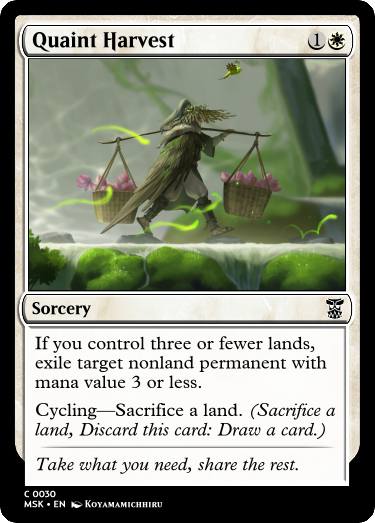 Quaint Harvest
1
Sorcery
If you control three or fewer lands,
exile target nonland permanent with
mana value 3 or less.
Cycling—Sacrifice a land. (Sacrifice a
land, Discard this card: Draw a card.)
Take what you need, share the rest.
C 0030
MSK • EN Koyamamichhiru